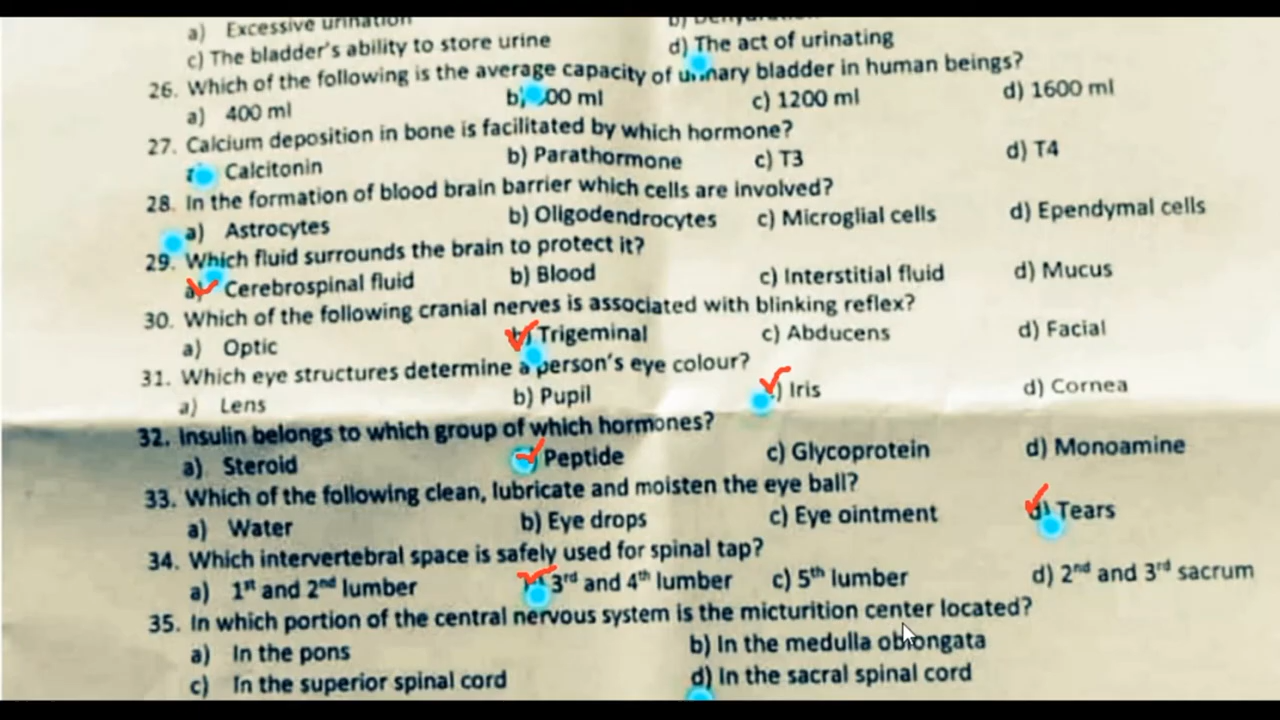 a) Excessive urination
c) The bladder's ability to store urine d) The act of urinating
26. Which of the following is the average capacity of urinary bladder in human beings?
a) 400 ml b) 00 ml c) 1200 ml d) 1600 ml
27. Calcium deposition in bone is facilitated by which hormone?
Calcitonin b) Parathormone c) T3 d) T4
28. In the formation of blood brain barrier which cells are involved?
a) Astrocytes b) Oligodendrocytes c) Microglial cells d) Ependymal cells
29. Which fluid surrounds the brain to protect it?
a) Cerebrospinal fluid b) Blood c) Interstitial fluid d) Mucus
30. Which of the following cranial nerves is associated with blinking reflex?
a) Optic b) Trigeminal c) Abducens d) Facial
31. Which eye structures determine a person's eye colour?
a) Lens b) Pupil ) Iris d) Cornea
32. Insulin belongs to which group of which hormones?
a) Steroid ) Peptide c) Glycoprotein d) Monoamine
33. Which of the following clean, lubricate and moisten the eye ball?
a) Water b) Eye drops c) Eye ointment d) Tears
34. Which intervertebral space is safely used for spinal tap?
a) 1st and 2nd lumber 3rd and 4th lumber c) 5th lumber d) 2nd and 3rd sacrum
35. In which portion of the central nervous system is the micturition center located?
a) In the pons b) In the medulla oblongata
c) In the superior spinal cord d) In the sacral spinal cord